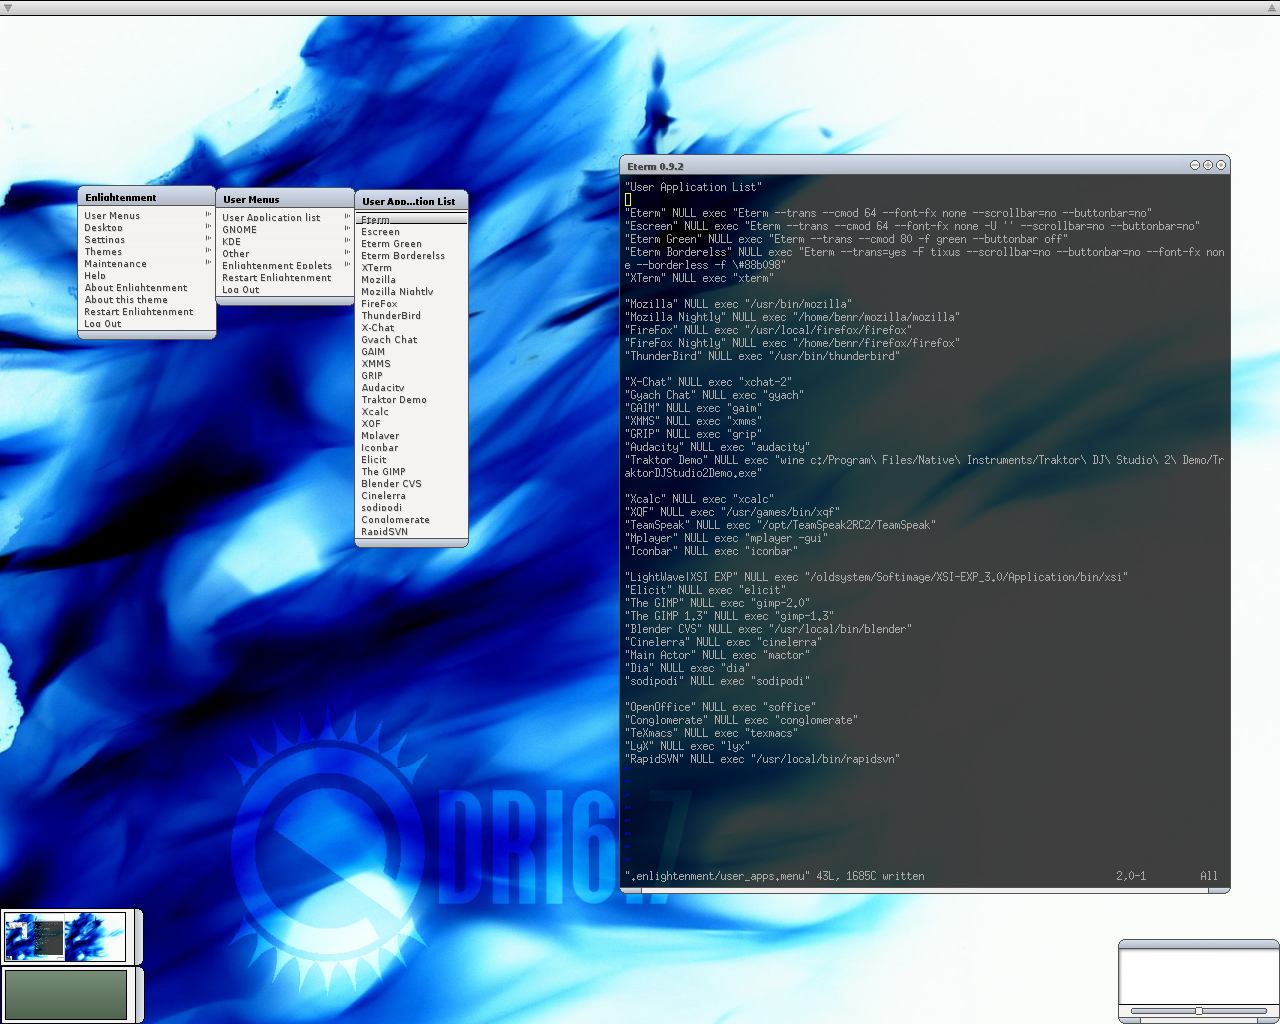 Enlightenment
User Menus
Desktop
Settings
Themes
Maintenance
Help
About Enlightenment
About this theme
Restart Enlightenment
Log Out
User Menus
User Application list
GNOME
KDE
Other
Enlightenment Epplets
Restart Enlightenment
Log Out
User App...tion List
Eterm
Escreen
Eterm Green
Eterm Borderelss
XTerm
Mozilla
Mozilla Nightly
FireFox
ThunderBird
X-Chat
Gyach Chat
GAIM
XMMS
GRIP
Audacity
Traktor Demo
Xcalc
XQF
Mplayer
Iconbar
Elicit
The GIMP
Blender CVS
Cinelerra
sodipodi
Conglomerate
RapidSVN
Eterm 0.9.2
"User Application List"
"Eterm" NULL exec "Eterm --trans --cmod 64 --font-fx none --scrollbar=no --buttonbar=no"
"Escreen" NULL exec "Eterm --trans --cmod 64 --font-fx none -U '' --scrollbar=no --buttonbar=no"
"Eterm Green" NULL exec "Eterm --trans --cmod 80 -f green --buttonbar off"
"Eterm Borderelss" NULL exec "Eterm --trans=yes -F tixus --scrollbar=no --buttonbar=no --font-fx non
e --borderless -f \#88b098"
"XTerm" NULL exec "xterm"
"Mozilla" NULL exec "/usr/bin/mozilla"
"Mozilla Nightly" NULL exec "/home/benr/mozilla/mozilla"
"FireFox" NULL exec "/usr/local/firefox/firefox"
"FireFox Nightly" NULL exec "/home/benr/firefox/firefox"
"ThunderBird" NULL exec "/usr/bin/thunderbird"
"X-Chat" NULL exec "xchat-2"
"Gyach Chat" NULL exec "gyach"
"GAIM" NULL exec "gaim"
"XMMS" NULL exec "xmms"
"GRIP" NULL exec "grip"
"Audacity" NULL exec "audacity"
"Traktor Demo" NULL exec "wine c:/Program\ Files/Native\ Instruments/Traktor\ DJ\ Studio\ 2\ Demo/Tr
aktorDJStudio2Demo.exe"
"Xcalc" NULL exec "xcalc"
"XQF" NULL exec "/usr/games/bin/xqf"
"TeamSpeak" NULL exec "/opt/TeamSpeak2RC2/TeamSpeak"
"Mplayer" NULL exec "mplayer -gui"
"Iconbar" NULL exec "iconbar"
"LightWave|XSI EXP" NULL exec "/oldsystem/Softimage/XSI-EXP_3.0/Application/bin/xsi"
"Elicit" NULL exec "elicit"
"The GIMP" NULL exec "gimp-2.0"
"The GIMP 1.3" NULL exec "gimp-1.3"
"Blender CVS" NULL exec "/usr/local/bin/blender"
"Cinelerra" NULL exec "cinelerra"
"Main Actor" NULL exec "mactor"
"Dia" NULL exec "dia"
"sodipodi" NULL exec "sodipodi"
"OpenOffice" NULL exec "soffice"
"Conglomerate" NULL exec "conglomerate"
"TeXmacs" NULL exec "texmacs"
"LyX" NULL exec "lyx"
"RapidSVN" NULL exec "/usr/local/bin/rapidsvn"
~
~
~
~
~
~
~
~
".enlightenment/user_apps.menu" 43L, 1685C written 2,0-1 All
DR16.7